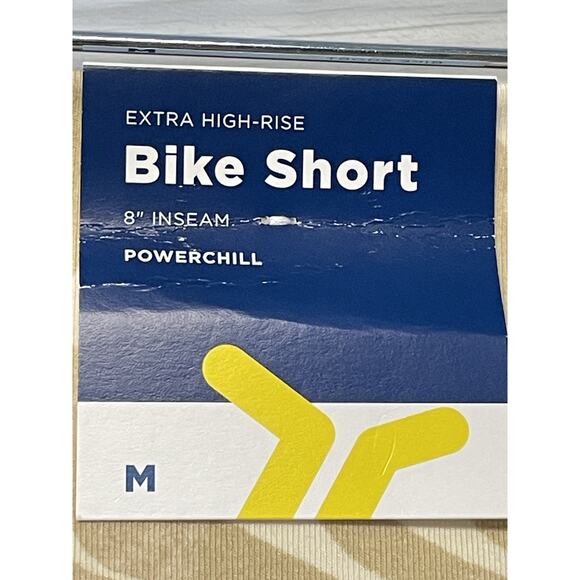 M
EXTRA HIGH-RISE
Bike Short
8" INSEAM
POWERCHILL
M